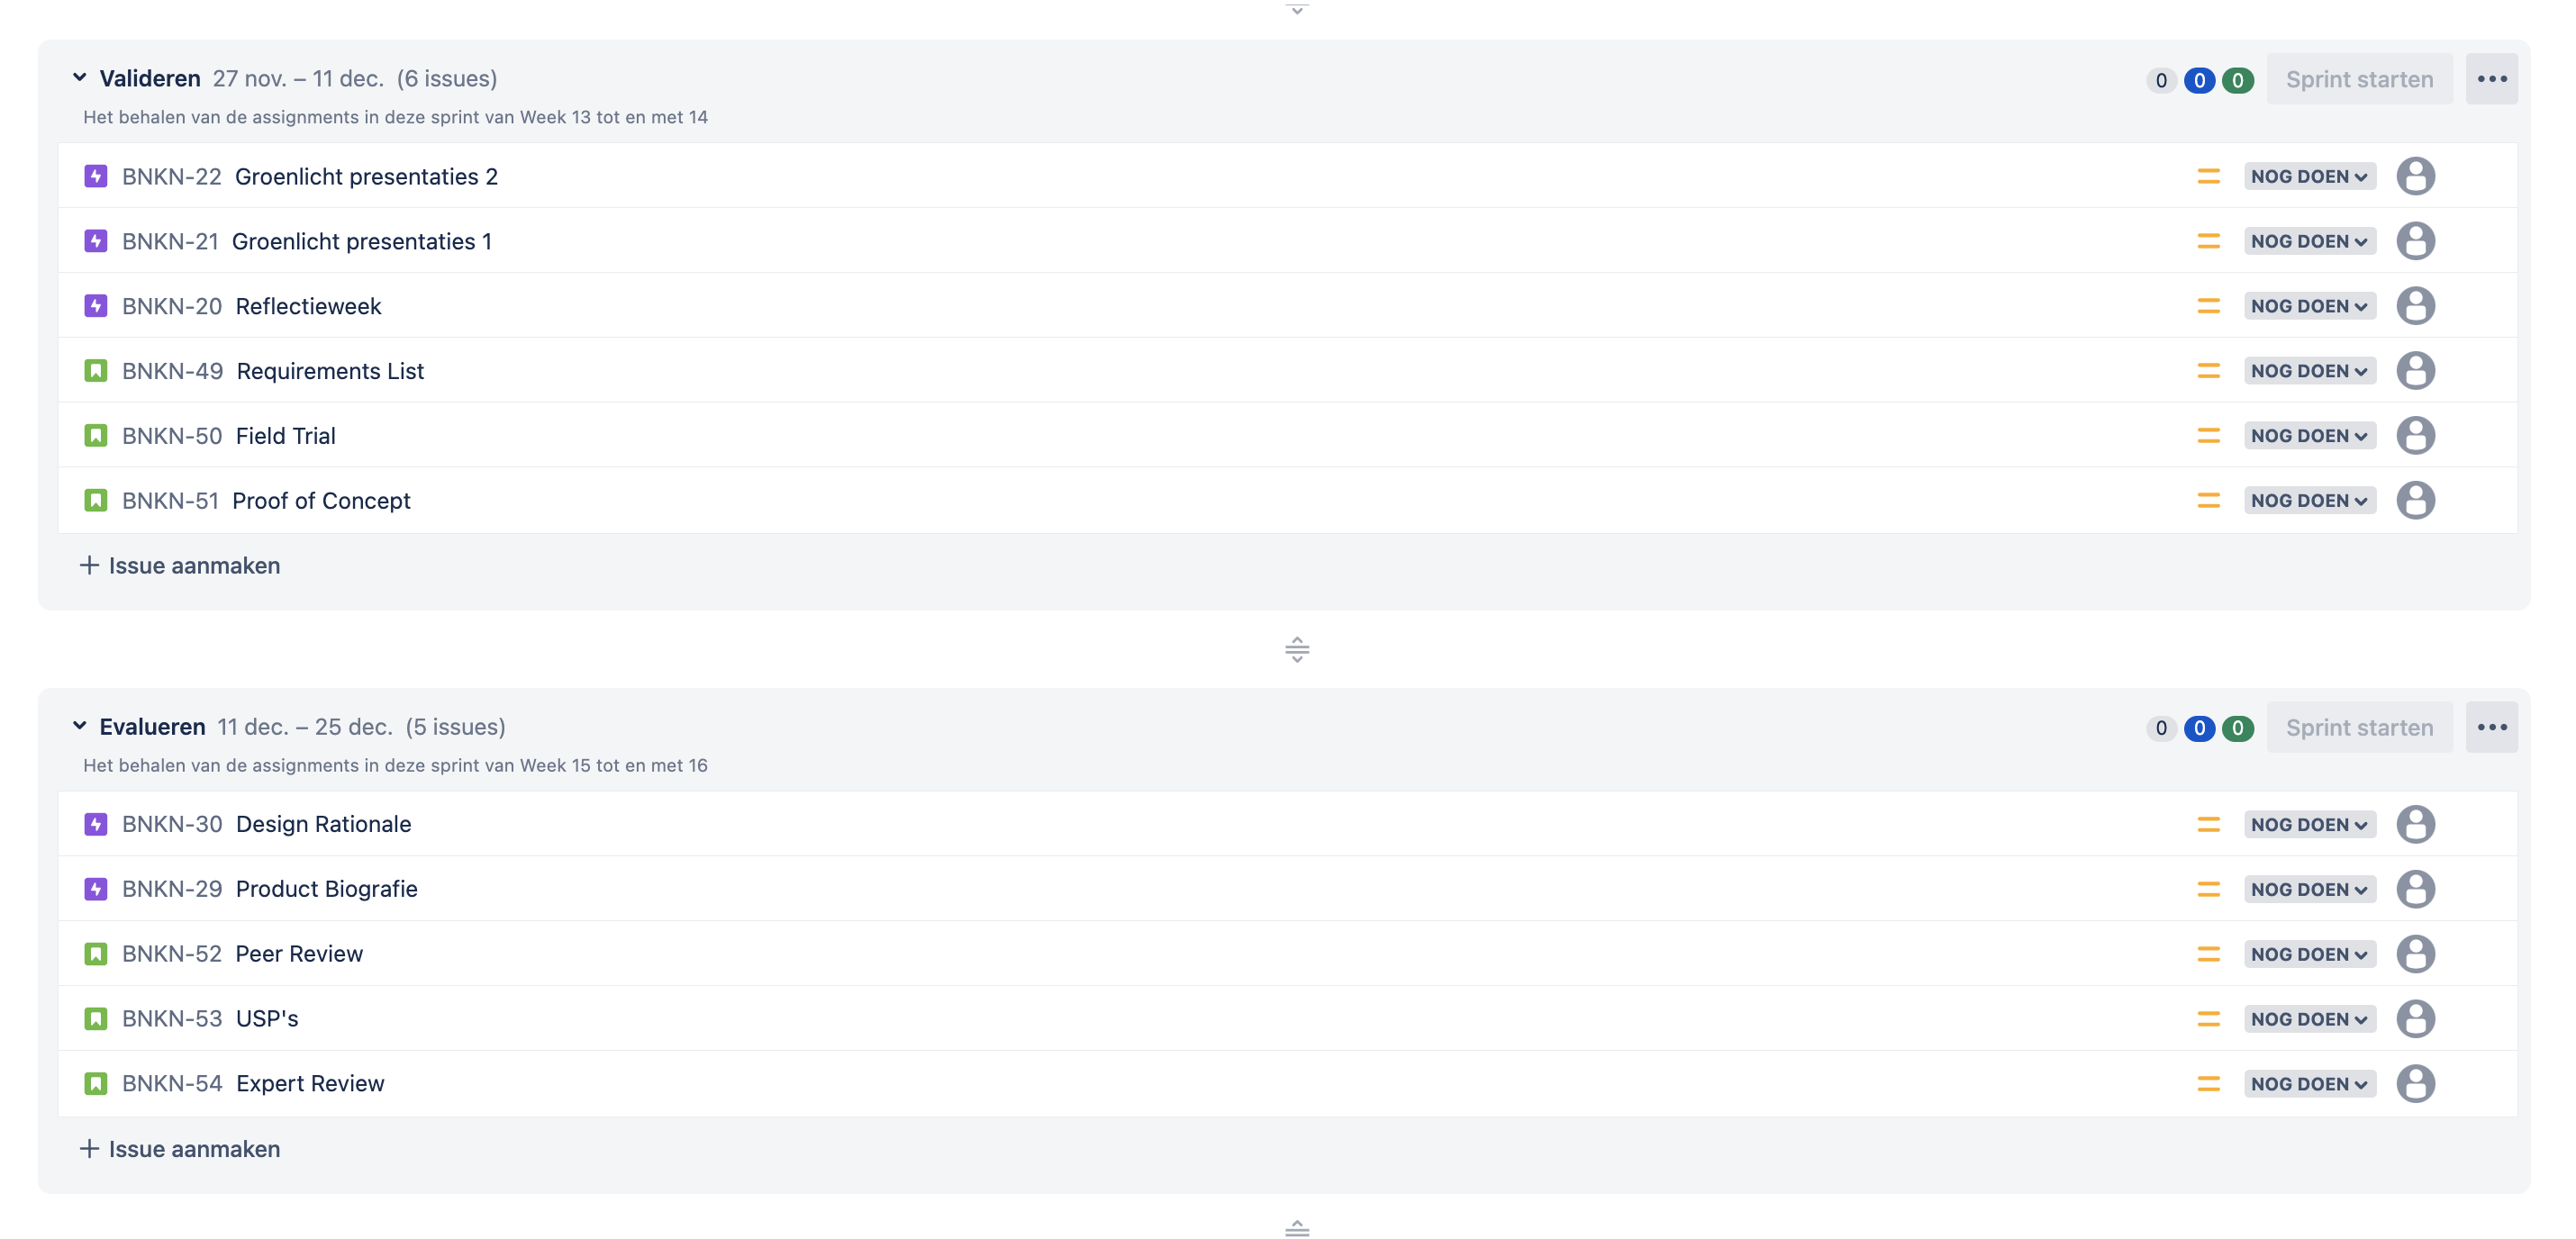 Valideren 27 nov. – 11 dec. (6 issues) 0 0 0 Sprint starten
Het behalen van de assignments in deze sprint van Week 13 tot en met 14
BNKN-22 Groenlicht presentaties 2 NOG DOEN
BNKN-21 Groenlicht presentaties 1 NOG DOEN
BNKN-20 Reflectieweek NOG DOEN
BNKN-49 Requirements List NOG DOEN
BNKN-50 Field Trial NOG DOEN
BNKN-51 Proof of Concept NOG DOEN
+ Issue aanmaken
Evalueren 11 dec. – 25 dec. (5 issues) 0 0 0 Sprint starten
Het behalen van de assignments in deze sprint van Week 15 tot en met 16
BNKN-30 Design Rationale NOG DOEN
BNKN-29 Product Biografie NOG DOEN
BNKN-52 Peer Review NOG DOEN
BNKN-53 USP's NOG DOEN
BNKN-54 Expert Review NOG DOEN
+ Issue aanmaken